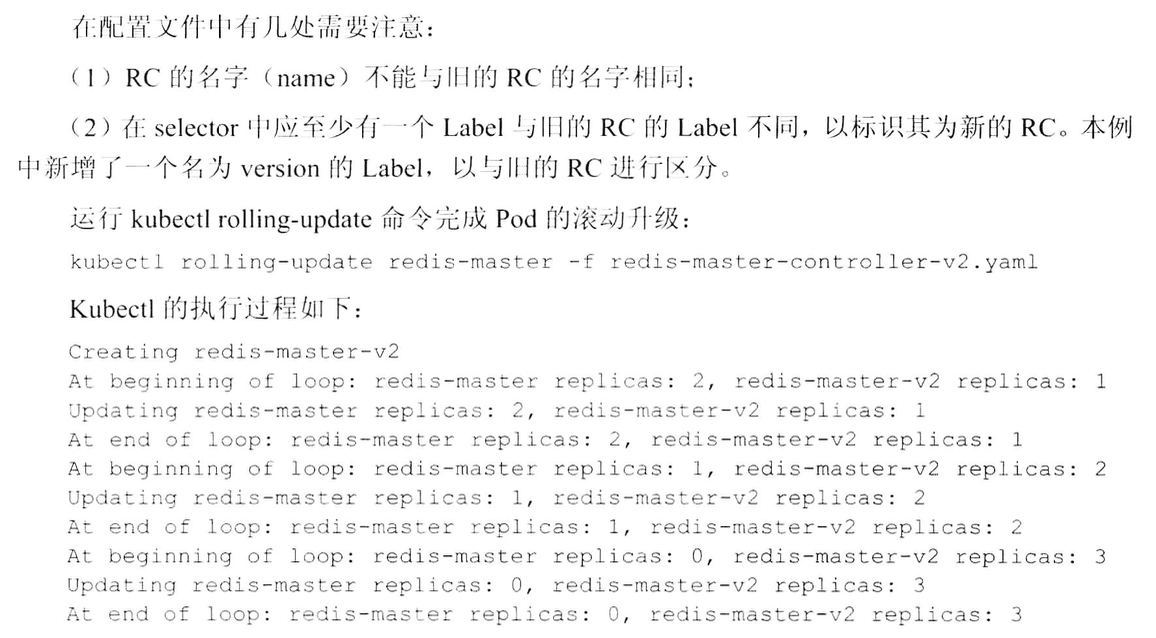 在配置文件中有几处需要注意：
（1）RC 的名字（name）不能与旧的 RC 的名字相同；
（2）在 selector 中应至少有一个 Label 与旧的 RC 的 Label 不同，以标识其为新的 RC。本例
中新增了一个名为 version 的 Label，以与旧的 RC 进行区分。
运行 kubectl rolling-update 命令完成 Pod 的滚动升级：
kubectl rolling-update redis-master -f redis-master-controller-v2.yaml
Kubectl 的执行过程如下：
Creating redis-master-v2
At beginning of loop: redis-master replicas: 2, redis-master-v2 replicas: 1
Updating redis-master replicas: 2, redis-master-v2 replicas: 1
At end of loop: redis-master replicas: 2, redis-master-v2 replicas: 1
At beginning of loop: redis-master replicas: 1, redis-master-v2 replicas: 2
Updating redis-master replicas: 1, redis-master-v2 replicas: 2
At end of loop: redis-master replicas: 1, redis-master-v2 replicas: 2
At beginning of loop: redis-master replicas: 0, redis-master-v2 replicas: 3
Updating redis-master replicas: 0, redis-master-v2 replicas: 3
At end of loop: redis-master replicas: 0, redis-master-v2 replicas: 3